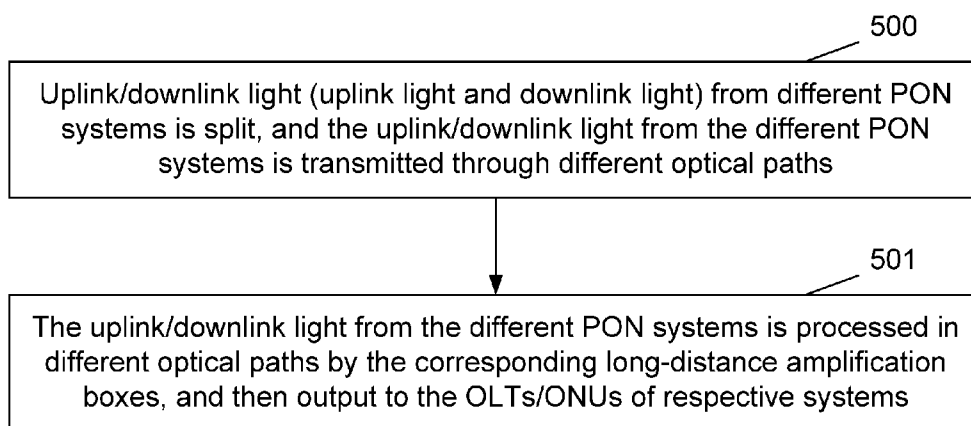 500
Uplink/downlink light (uplink light and downlink light) from different PON
systems is split, and the uplink/downlink light from the different PON
systems is transmitted through different optical paths
501
The uplink/downlink light from the different PON systems is processed in
different optical paths by the corresponding long-distance amplification
boxes, and then output to the OLTs/ONUs of respective systems